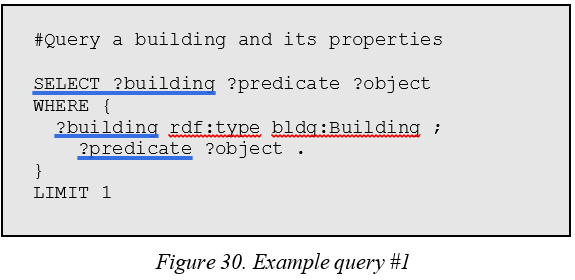 #Query a building and its properties
SELECT ?building ?predicate ?object
WHERE {
?building rdf:type bldg:Building ;
?predicate ?object .
}
LIMIT 1
Figure 30. Example query #1